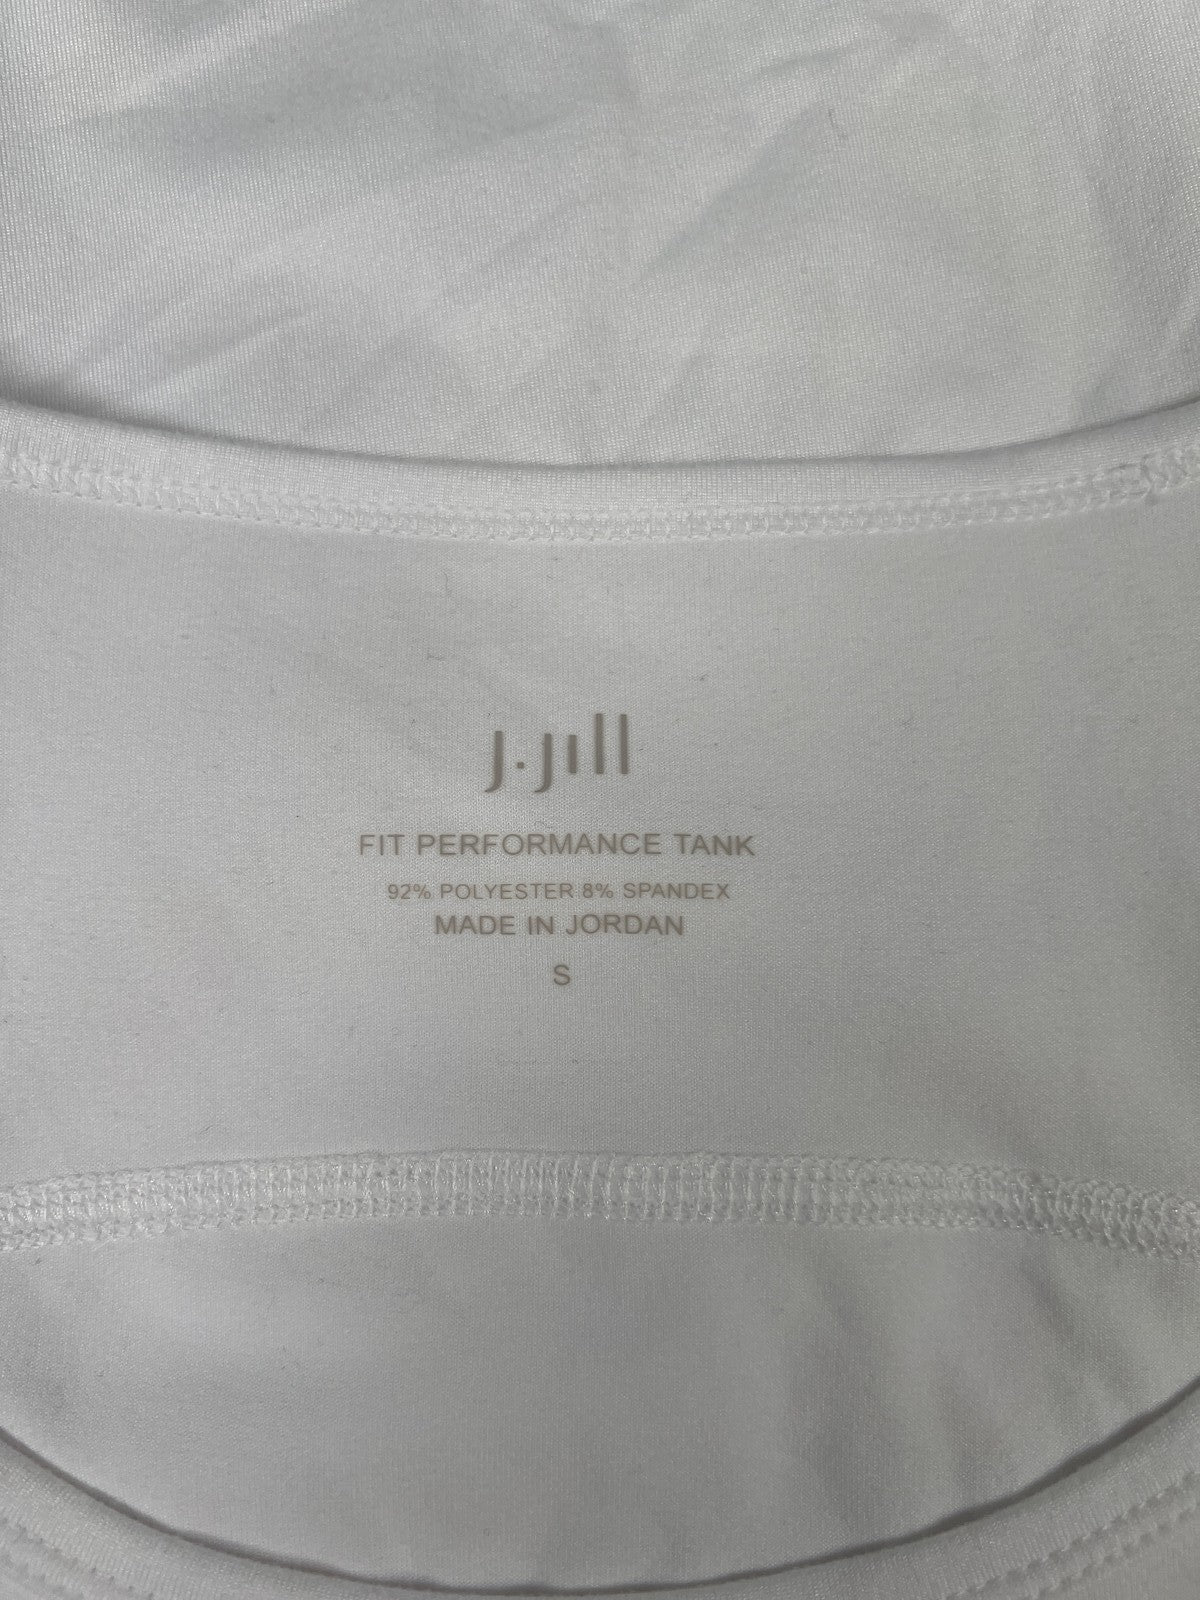 J.Jill
FIT PERFORMANCE TANK
92% POLYESTER 8% SPANDEX
MADE IN JORDAN
S